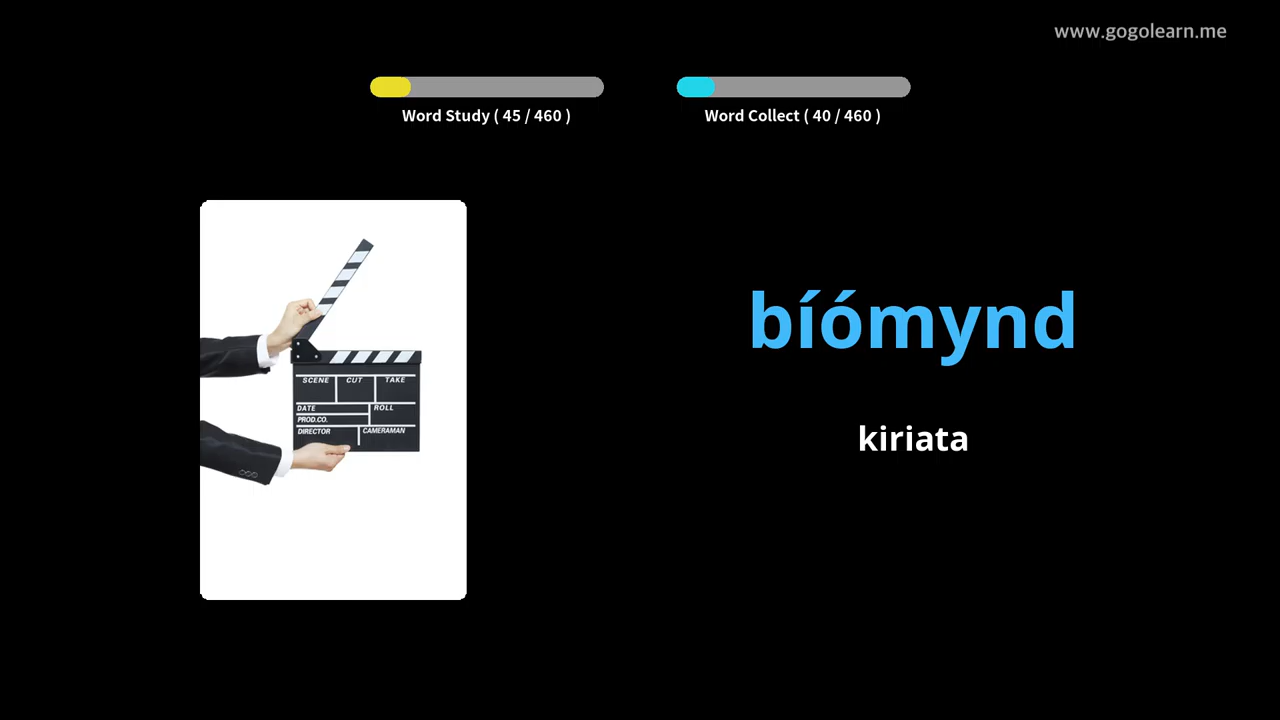 www.gogolearn.me
Word Study ( 45 / 460 )
Word Collect ( 40 / 460 )
SCENE CUT TAKE
DATE ROLL
PROD.CO.
DIRECTOR CAMERAMAN
bíómynd
kiriata